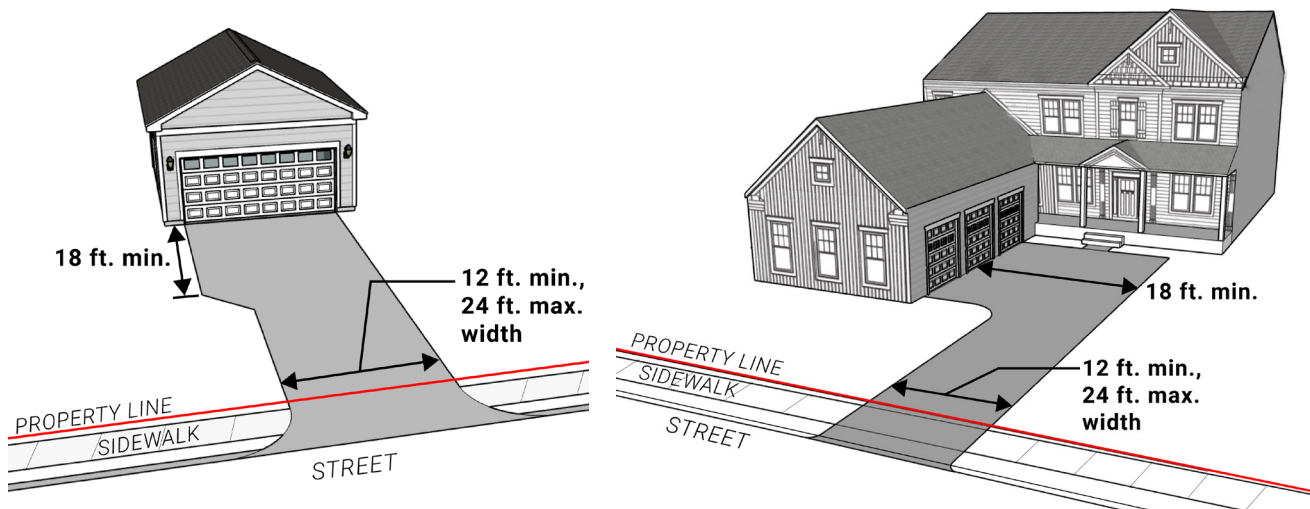 18 ft. min.
12 ft. min.,
24 ft. max.
width
PROPERTY LINE
SIDEWALK
STREET
18 ft. min.
PROPERTY LINE
SIDEWALK
12 ft. min.,
24 ft. max.
width
STREET